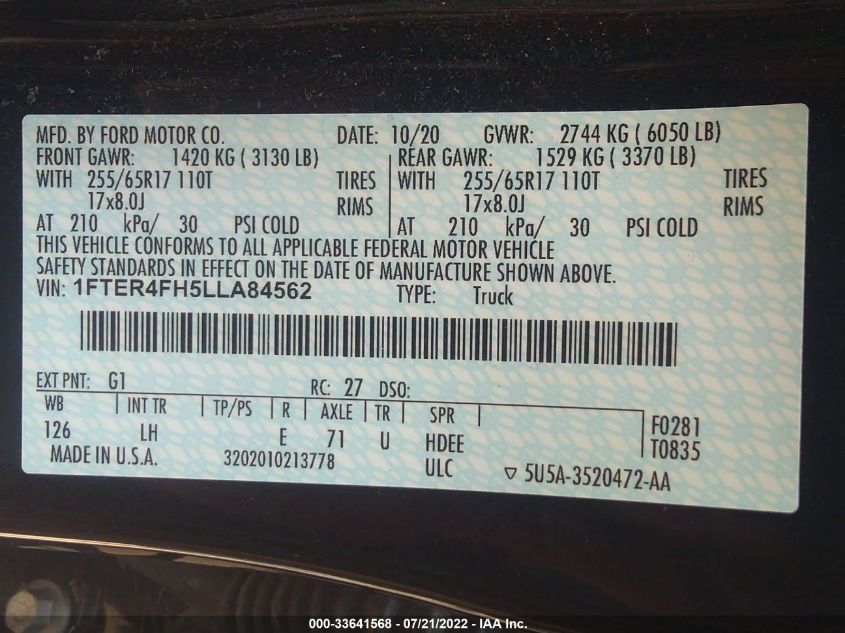 MFD. BY FORD MOTOR CO. DATE: 10/20 GVWR: 2744 KG ( 6050 LB)
FRONT GAWR: 1420 KG ( 3130 LB) REAR GAWR: 1529 KG ( 3370 LB)
WITH 255/65R17 110T TIRES WITH 255/65R17 110T TIRES
17x8.0J RIMS 17x8.0J RIMS
AT 210 kPa/ 30 PSI COLD AT 210 kPa/ 30 PSI COLD
THIS VEHICLE CONFORMS TO ALL APPLICABLE FEDERAL MOTOR VEHICLE
SAFETY STANDARDS IN EFFECT ON THE DATE OF MANUFACTURE SHOWN ABOVE.
VIN: 1FTER4FH5LLA84562 TYPE: Truck
EXT PNT: G1 RC: 27 DSO:
WB INT TR TP/PS R AXLE TR SPR F0281
126 LH E 71 U HDEE T0835
MADE IN U.S.A. 3202010213778 ULC ▽ 5U5A-3520472-AA
000-33641568 - 07/21/2022 - IAA Inc.